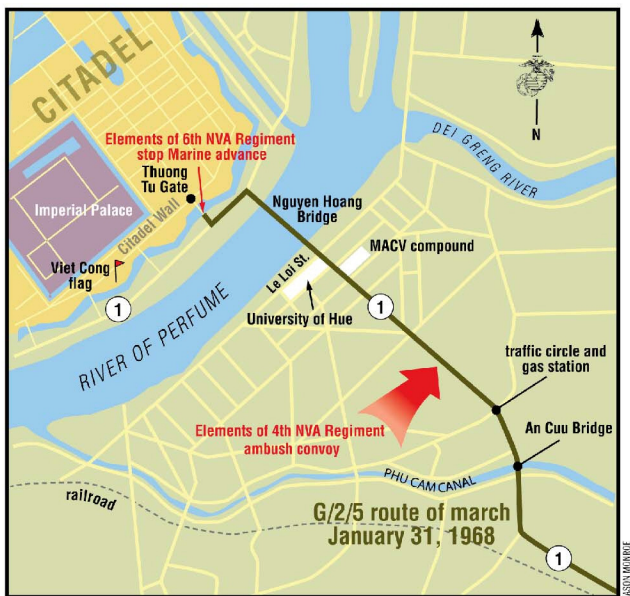 CITADEL
Elements of 6th NVA Regiment
stop Marine advance
Thuong
Tu Gate
Imperial Palace
Citadel Wall
Viet Cong
flag
1
N
DEI GRENG RIVER
Nguyen Hoang
Bridge
MACV compound
Le Loi St.
University of Hue
1
RIVER OF PERFUME
traffic circle and
gas station
Elements of 4th NVA Regiment
ambush convoy
An Cuu Bridge
PHU CAM CANAL
railroad
G/2/5 route of march
January 31, 1968
1
ASON MONROE